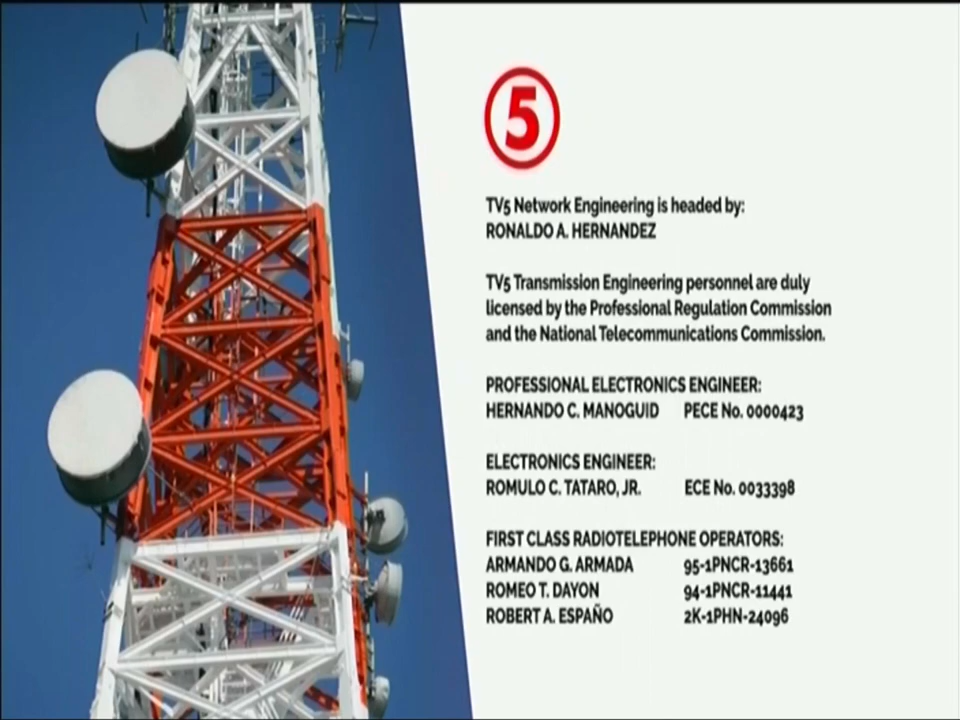 5
TV5 Network Engineering is headed by:
RONALDO A. HERNANDEZ
TV5 Transmission Engineering personnel are duly
licensed by the Professional Regulation Commission
and the National Telecommunications Commission.
PROFESSIONAL ELECTRONICS ENGINEER:
HERNANDO C. MANOGUID PECE No. 0000423
ELECTRONICS ENGINEER:
ROMULO C. TATARO, JR. ECE No. 0033398
FIRST CLASS RADIOTELEPHONE OPERATORS:
ARMANDO G. ARMADA 95-1PNCR-13661
ROMEO T. DAYON 94-1PNCR-11441
ROBERT A. ESPAÑO 2K-1PHN-24096